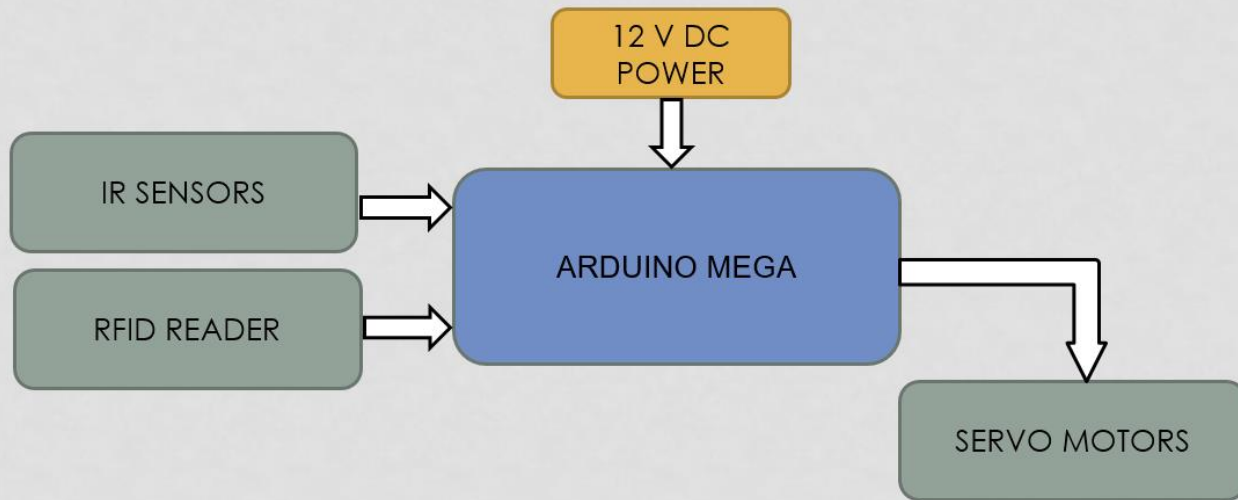 12 V DC
POWER
IR SENSORS
ARDUINO MEGA
RFID READER
SERVO MOTORS